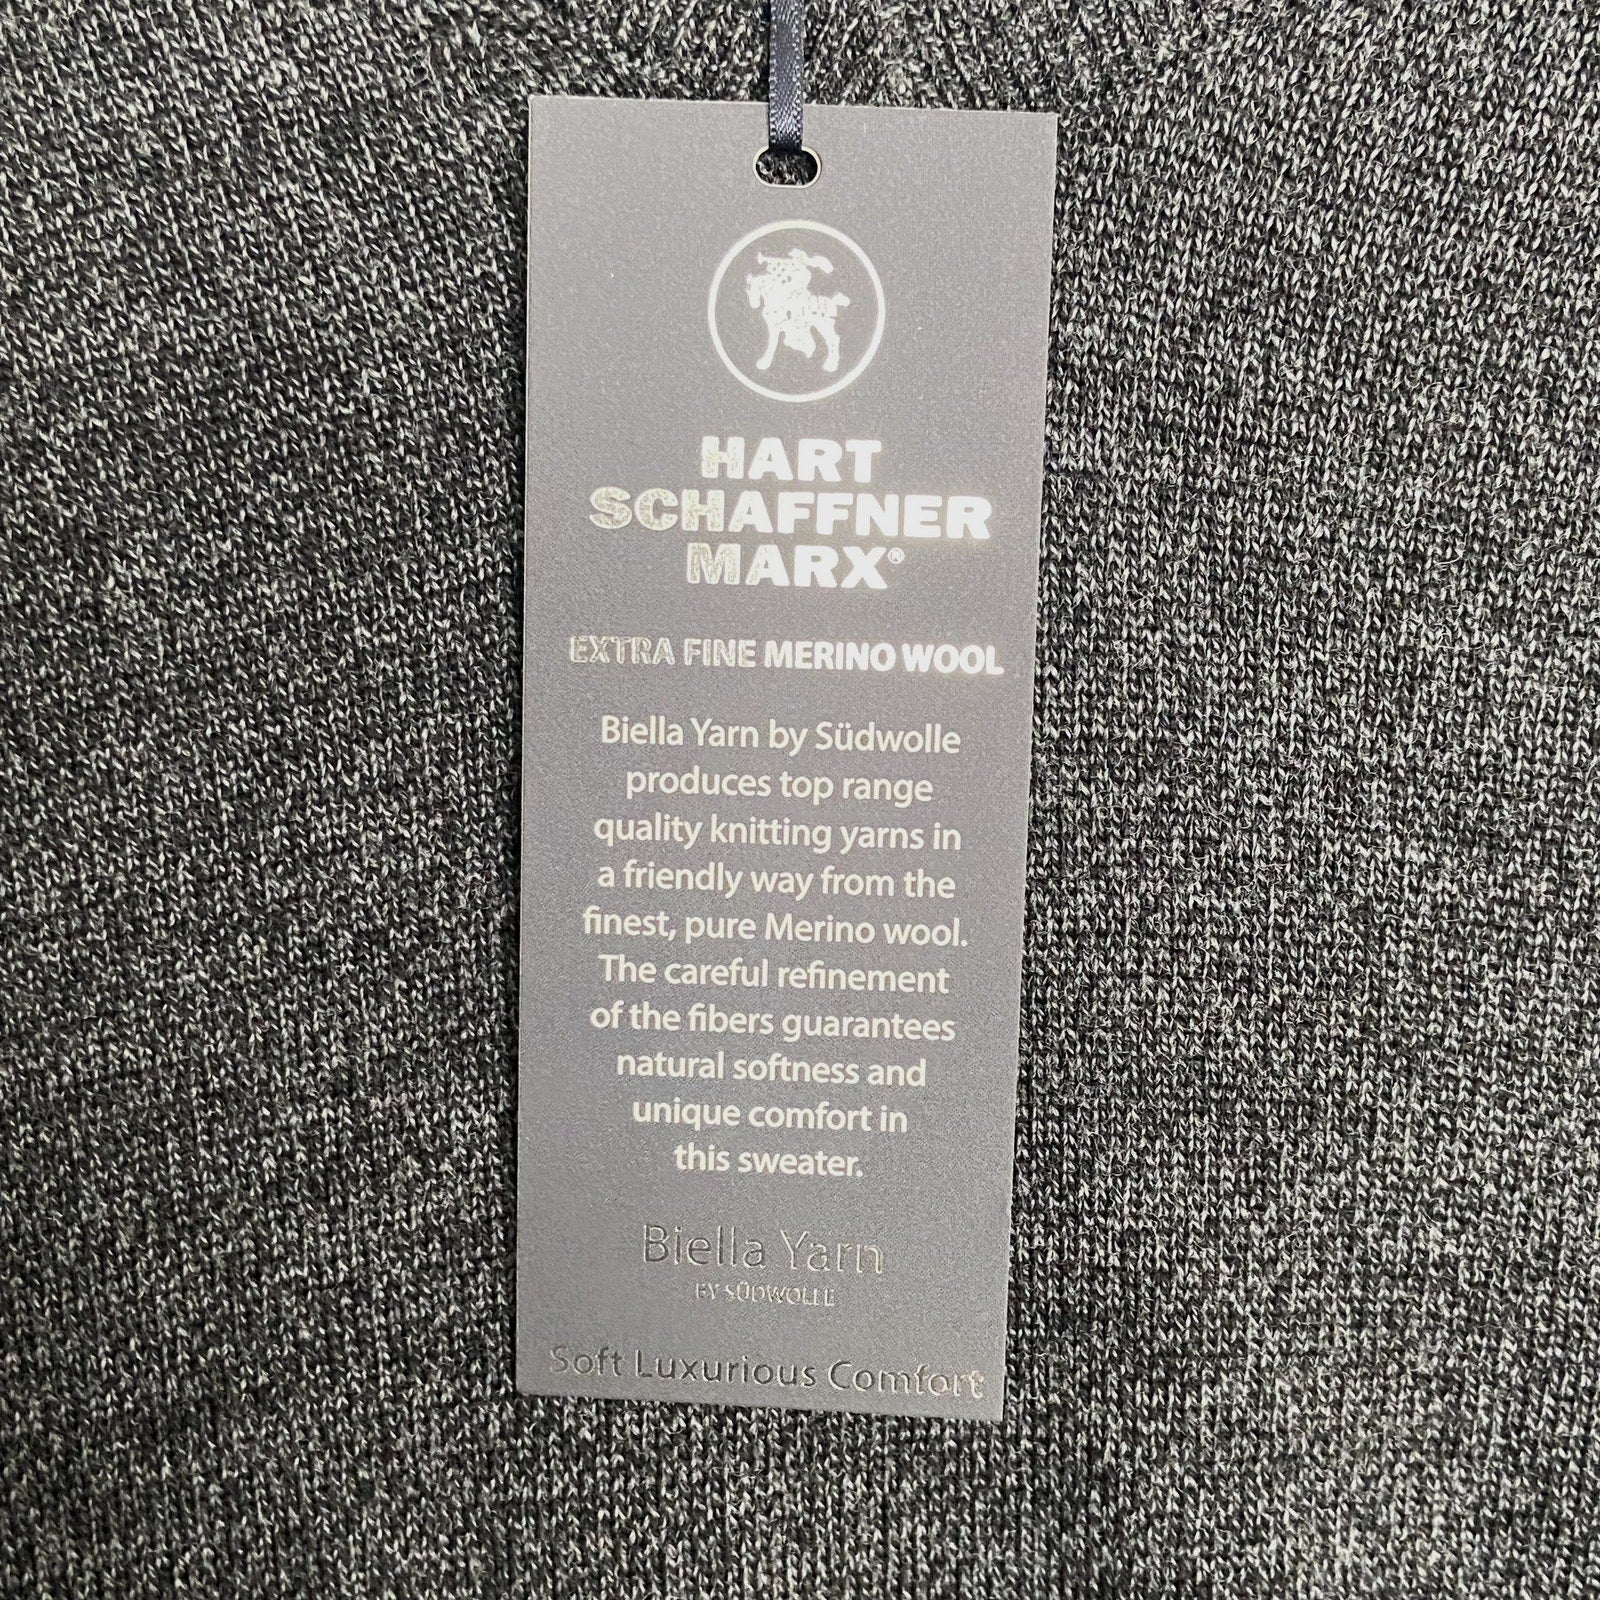 HART
SCHAFFNER
MARX®
EXTRA FINE MERINO WOOL
Biella Yarn by Südwolle
produces top range
quality knitting yarns in
a friendly way from the
finest, pure Merino wool.
The careful refinement
of the fibers guarantees
natural softness and
unique comfort in
this sweater.
Biella Yarn
BY SÜDWOLLE
Soft Luxurious Comfort